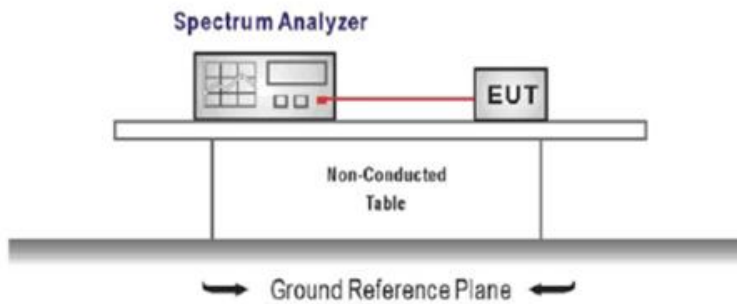 Spectrum Analyzer
EUT
Non-Conducted
Table
Ground Reference Plane